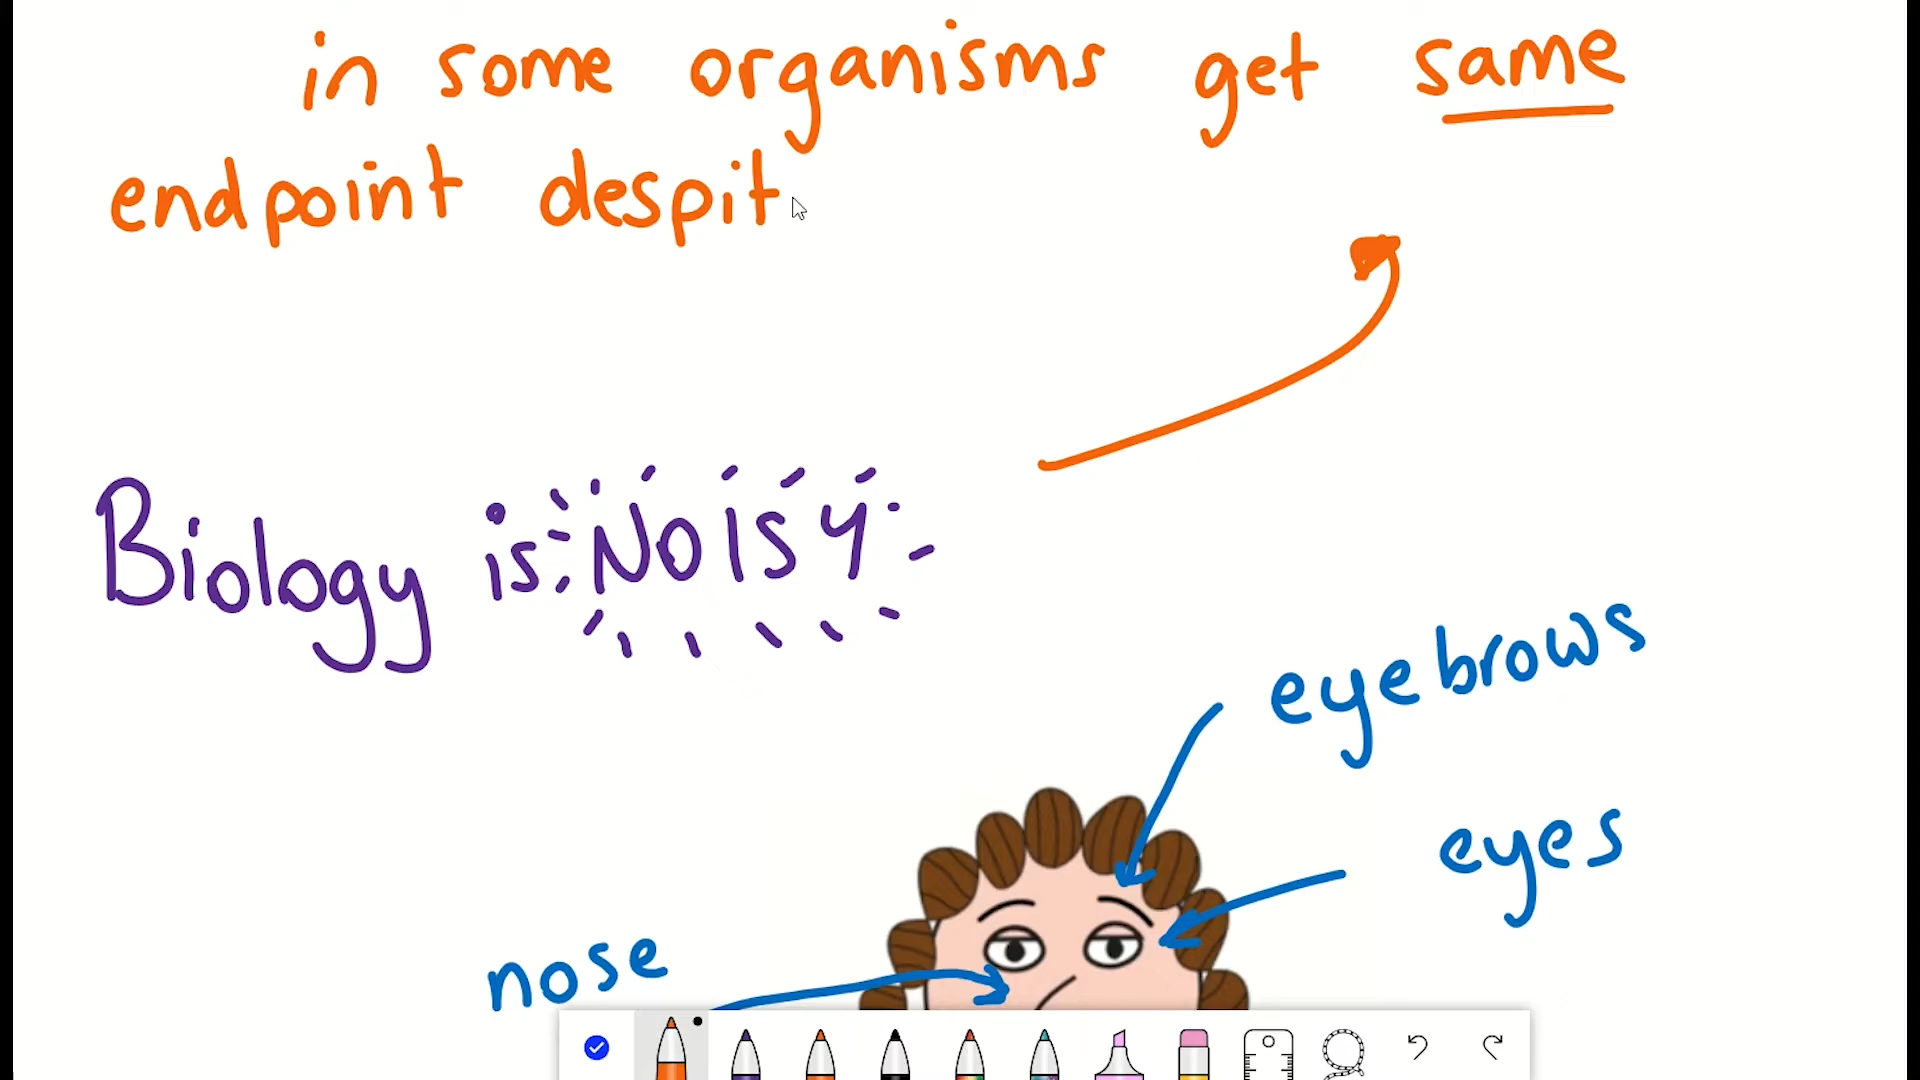 in some organisms get same
endpoint despit
Biology is NOISY
eyebrows
eyes
nose